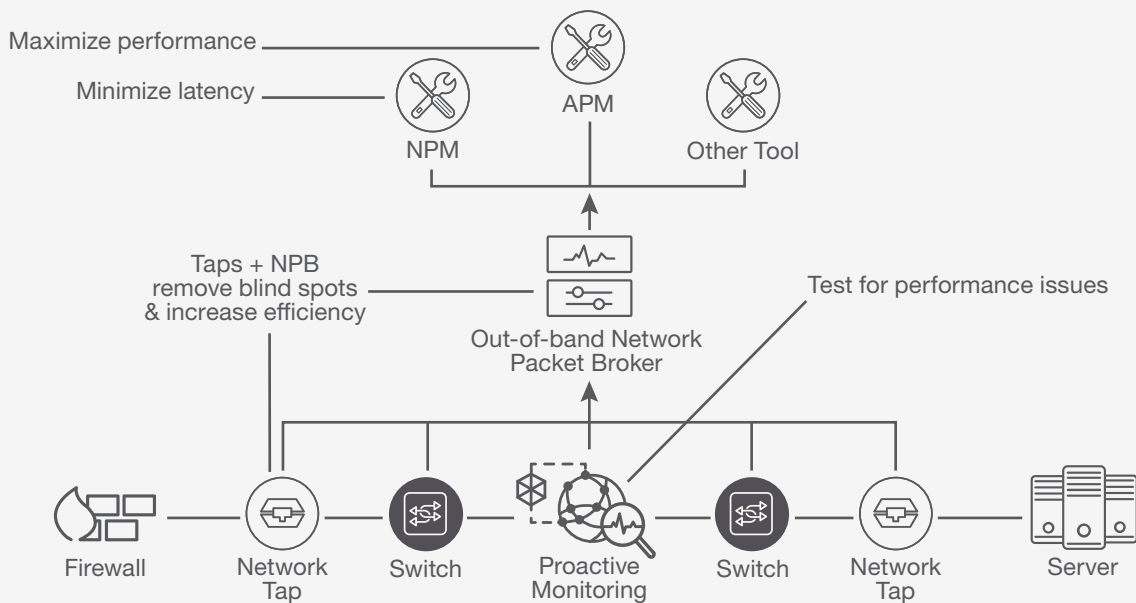 Maximize performance
Minimize latency
APM
NPM
Other Tool
Taps + NPB
remove blind spots
& increase efficiency
Test for performance issues
Out-of-band Network
Packet Broker
Firewall
Network
Tap
Switch
Proactive
Monitoring
Switch
Network
Tap
Server